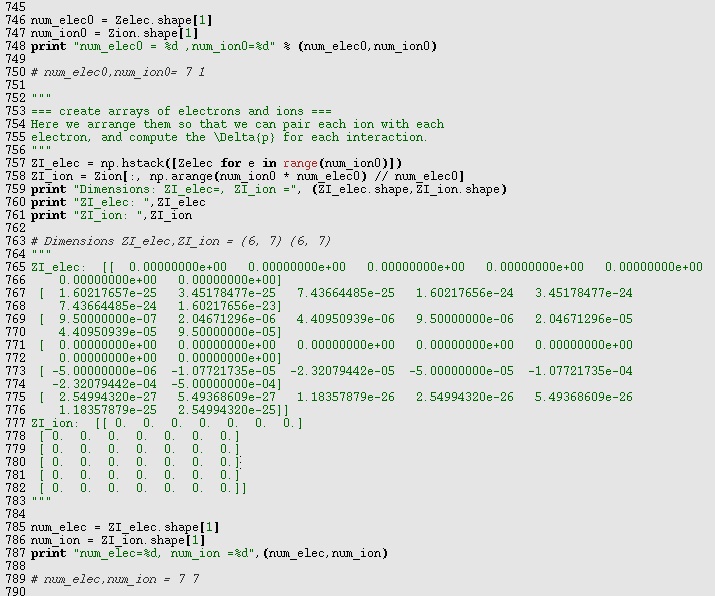 745
746 num_elec0 = Zelec.shape[1]
747 num_ion0 = Zion.shape[1]
748 print "num_elec0 = %d ,num_ion0=%d" % (num_elec0,num_ion0)
749
750 # num_elec0,num_ion0= 7 1
751
752 """
753 === create arrays of electrons and ions ===
754 Here we arrange them so that we can pair each ion with each
755 electron, and compute the \Delta{p} for each interaction.
756 """
757 ZI_elec = np.hstack([Zelec for e in range(num_ion0)])
758 ZI_ion = Zion[:, np.arange(num_ion0 * num_elec0) // num_elec0]
759 print "Dimensions: ZI_elec=, ZI_ion =", (ZI_elec.shape,ZI_ion.shape)
760 print "ZI_elec: ",ZI_elec
761 print "ZI_ion: ",ZI_ion
762
763 # Dimensions ZI_elec,ZI_ion = (6, 7) (6, 7)
764 """
765 ZI_elec:  [[  0.00000000e+00   0.00000000e+00   0.00000000e+00   0.00000000e+00   0.00000000e+00
766     0.00000000e+00   0.00000000e+00]
767  [  1.60217657e-25   3.45178477e-25   7.43664485e-25   1.60217656e-24   3.45178477e-24
768     7.43664485e-24   1.60217656e-23]
769  [  9.50000000e-07   2.04671296e-06   4.40950939e-06   9.50000000e-06   2.04671296e-05
770     4.40950939e-05   9.50000000e-05]
771  [  0.00000000e+00   0.00000000e+00   0.00000000e+00   0.00000000e+00   0.00000000e+00
772     0.00000000e+00   0.00000000e+00]
773  [ -5.00000000e-06  -1.07721735e-05  -2.32079442e-05  -5.00000000e-05  -1.07721735e-04
774    -2.32079442e-04  -5.00000000e-04]
775  [  2.54994320e-27   5.49368607e-27   1.18357879e-26   2.54994320e-26   5.49368609e-26
776     1.18357879e-25   2.54994320e-25]]
777 ZI_ion:  [[ 0.  0.  0.  0.  0.  0.  0.]
778  [ 0.  0.  0.  0.  0.  0.  0.]
779  [ 0.  0.  0.  0.  0.  0.  0.]
780  [ 0.  0.  0.  0.  0.  0.  0.]
781  [ 0.  0.  0.  0.  0.  0.  0.]
782  [ 0.  0.  0.  0.  0.  0.  0.]]
783 """
784
785 num_elec = ZI_elec.shape[1]
786 num_ion = ZI_ion.shape[1]
787 print "num_elec=%d, num_ion =%d",(num_elec,num_ion)
788
789 # num_elec,num_ion = 7 7
790